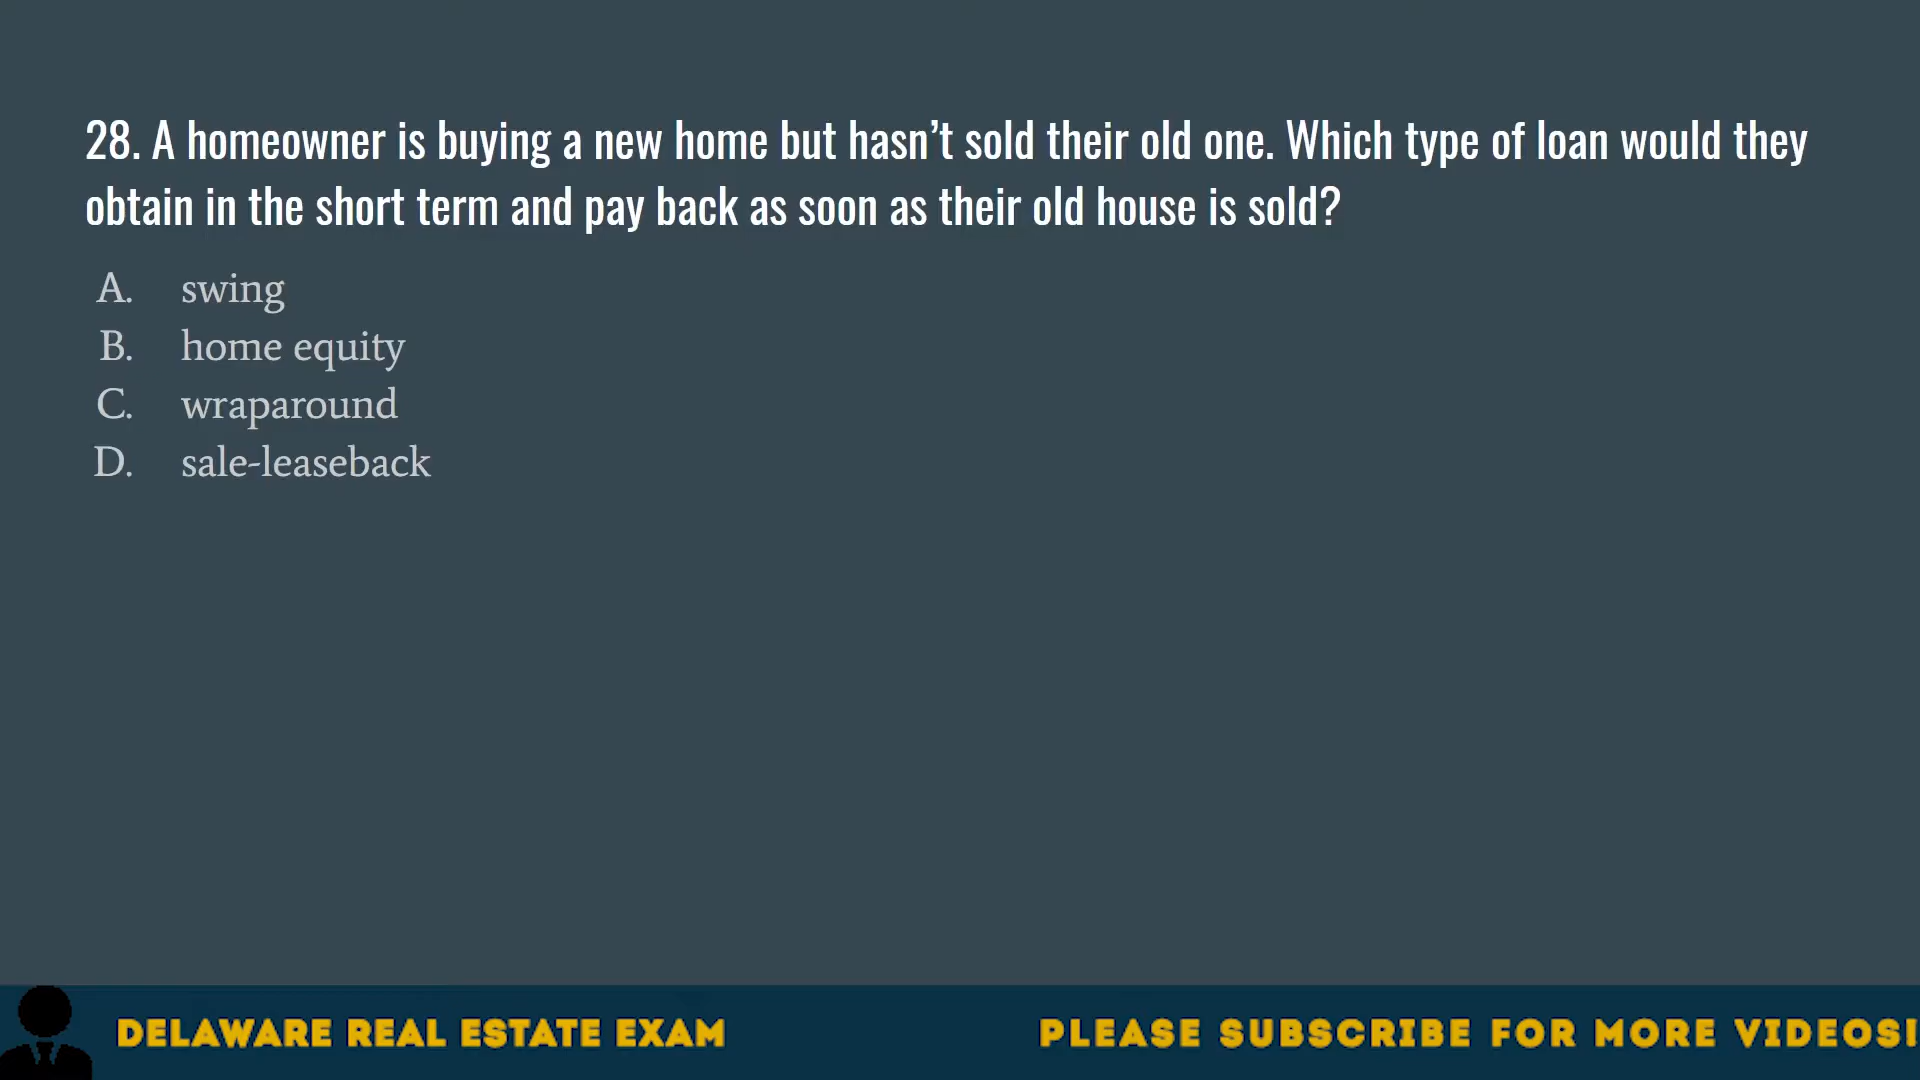 28. A homeowner is buying a new home but hasn’t sold their old one. Which type of loan would they
obtain in the short term and pay back as soon as their old house is sold?
A. swing
B. home equity
C. wraparound
D. sale-leaseback
DELAWARE REAL ESTATE EXAM
PLEASE SUBSCRIBE FOR MORE VIDEOS!